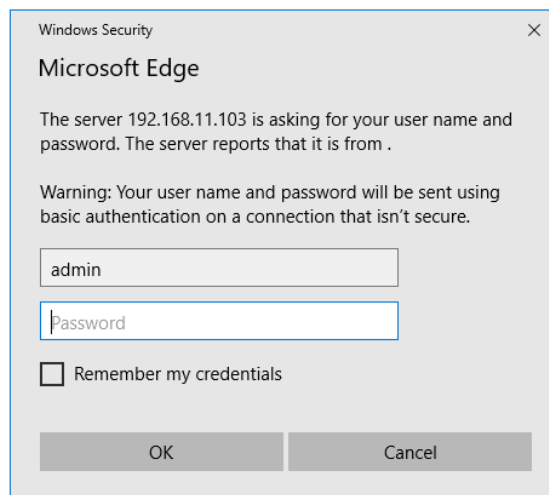 Windows Security
Microsoft Edge
The server 192.168.11.103 is asking for your user name and
password. The server reports that it is from .
Warning: Your user name and password will be sent using
basic authentication on a connection that isn’t secure.
admin
Password
Remember my credentials
OK
Cancel